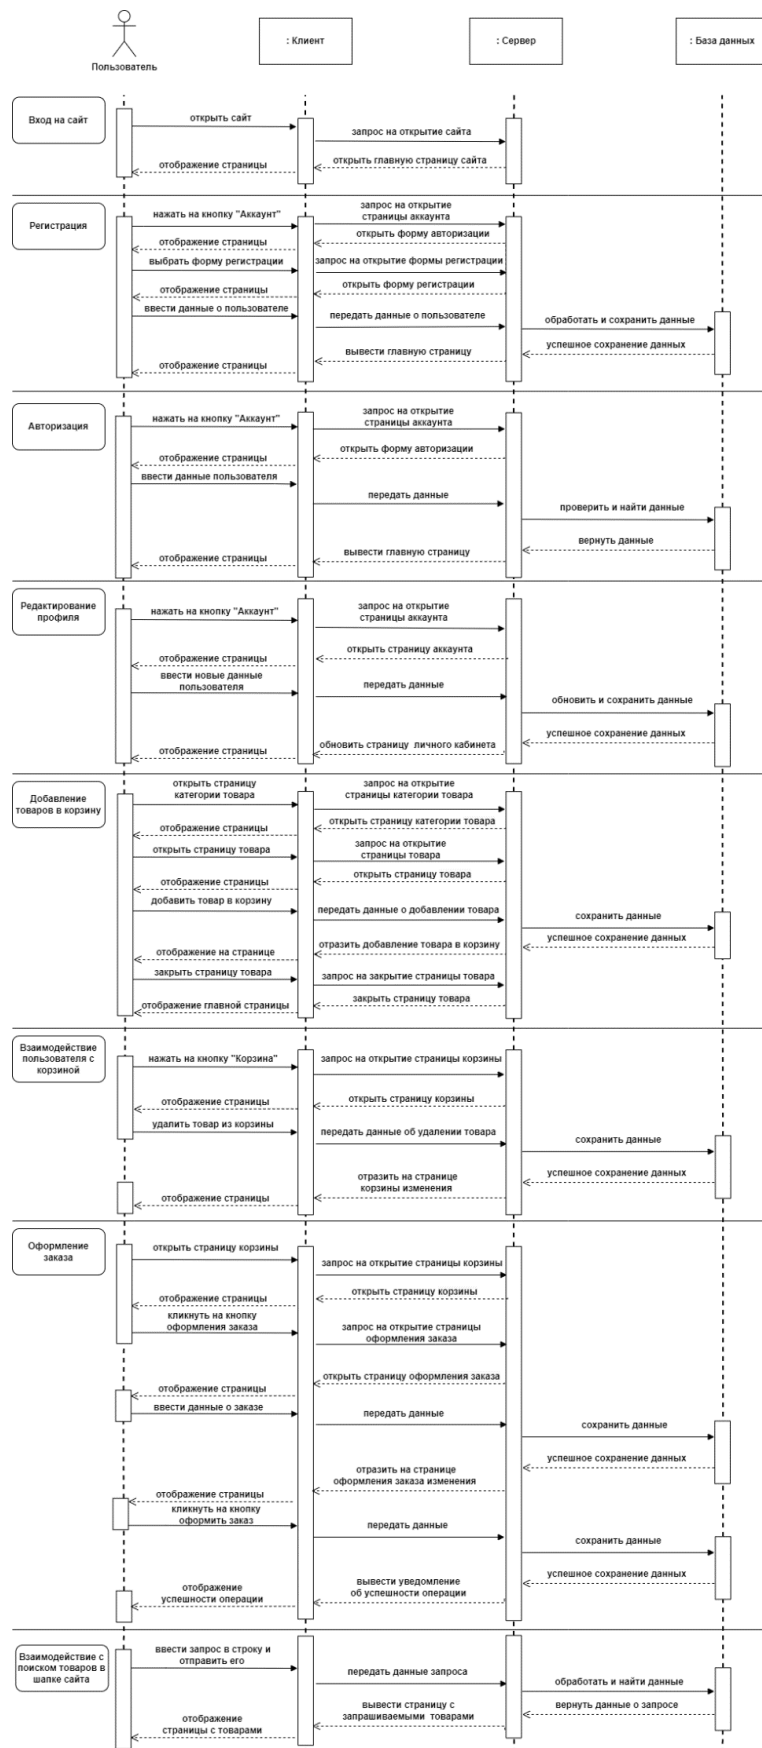 Пользователь
: Клиент
: Сервер
: База данных
Вход на сайт
открыть сайт
запрос на открытие сайта
открыть главную страницу сайта
отображение страницы
Регистрация
нажать на кнопку "Аккаунт"
запрос на открытие
страницы аккаунта
открыть форму авторизации
отображение страницы
выбрать форму регистрации
запрос на открытие формы регистрации
открыть форму регистрации
отображение страницы
ввести данные о пользователе
передать данные о пользователе
обработать и сохранить данные
успешное сохранение данных
вывести главную страницу
отображение страницы
Авторизация
нажать на кнопку "Аккаунт"
запрос на открытие
страницы аккаунта
открыть форму авторизации
отображение страницы
ввести данные пользователя
передать данные
проверить и найти данные
вернуть данные
вывести главную страницу
отображение страницы
Редактирование
профиля
нажать на кнопку "Аккаунт"
запрос на открытие
страницы аккаунта
открыть страницу аккаунта
отображение страницы
ввести новые данные
пользователя
передать данные
обновить и сохранить данные
успешное сохранение данных
обновить страницу личного кабинета
отображение страницы
Добавление
товаров в корзину
открыть страницу
категории товара
запрос на открытие
страницы категории товара
открыть страницу категории товара
отображение страницы
открыть страницу товара
запрос на открытие
страницы товара
открыть страницу товара
отображение страницы
добавить товар в корзину
передать данные о добавлении товара
сохранить данные
успешное сохранение данных
отразить добавление товара в корзину
отображение на странице
закрыть страницу товара
запрос на закрытие страницы товара
закрыть страницу товара
отображение главной страницы
Взаимодействие
пользователя с
корзиной
нажать на кнопку "Корзина"
запрос на открытие страницы корзины
открыть страницу корзины
отображение страницы
удалить товар из корзины
передать данные об удалении товара
сохранить данные
успешное сохранение данных
отразить на странице
корзины изменения
отображение страницы
Оформление
заказа
открыть страницу корзины
запрос на открытие страницы корзины
открыть страницу корзины
отображение страницы
кликнуть на кнопку
оформления заказа
запрос на открытие страницы
оформления заказа
открыть страницу оформления заказа
отображение страницы
ввести данные о заказе
передать данные
сохранить данные
успешное сохранение данных
отразить на странице
оформления заказа изменения
отображение страницы
кликнуть на кнопку
оформить заказ
передать данные
сохранить данные
успешное сохранение данных
вывести уведомление
об успешности операции
отображение
успешности операции
Взаимодействие с
поиском товаров в
шапке сайта
ввести запрос в строку и
отправить его
передать данные запроса
обработать и найти данные
вернуть данные о запросе
вывести страницу с
запрашиваемыми товарами
отображение
страницы с товарами